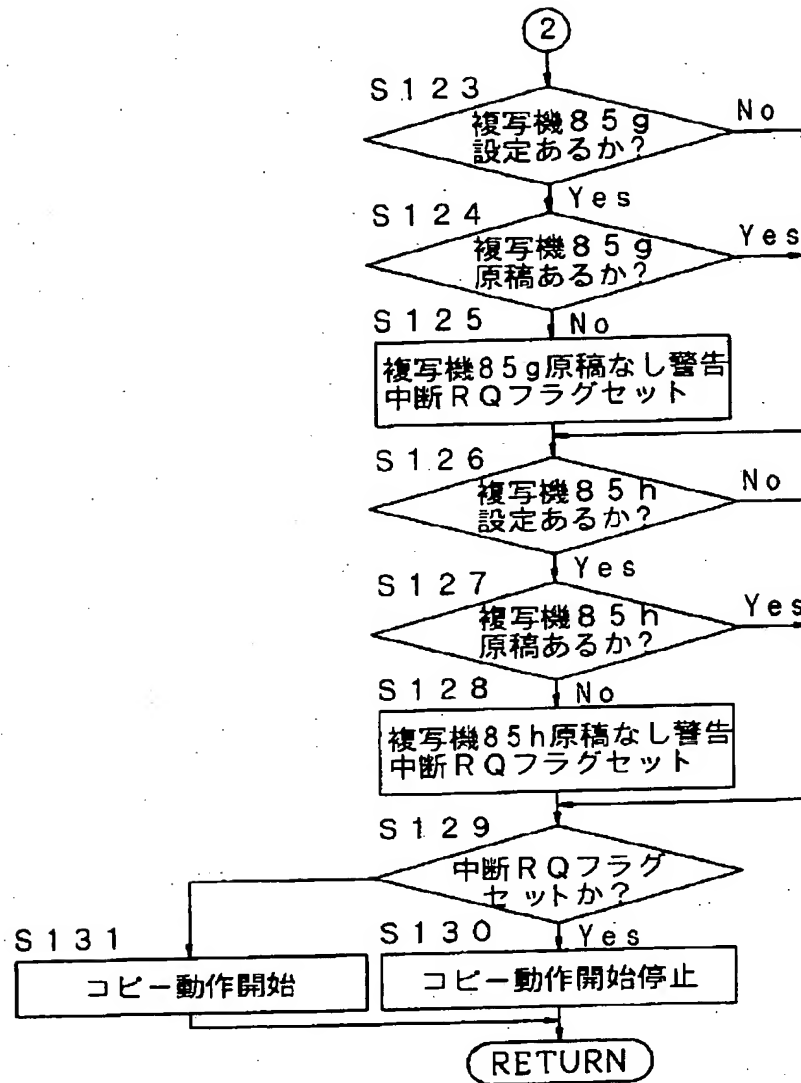 2
S123
複写機85g
設定あるか?
No
Yes
S124
複写機85g
原稿あるか?
Yes
No
S125
複写機85g原稿なし警告
中断RQフラグセット
S126
複写機85h
設定あるか?
No
Yes
S127
複写機85h
原稿あるか?
Yes
No
S128
複写機85h原稿なし警告
中断RQフラグセット
S129
中断RQフラグ
セットか?
Yes
S131
コピー動作開始
S130
コピー動作開始停止
RETURN